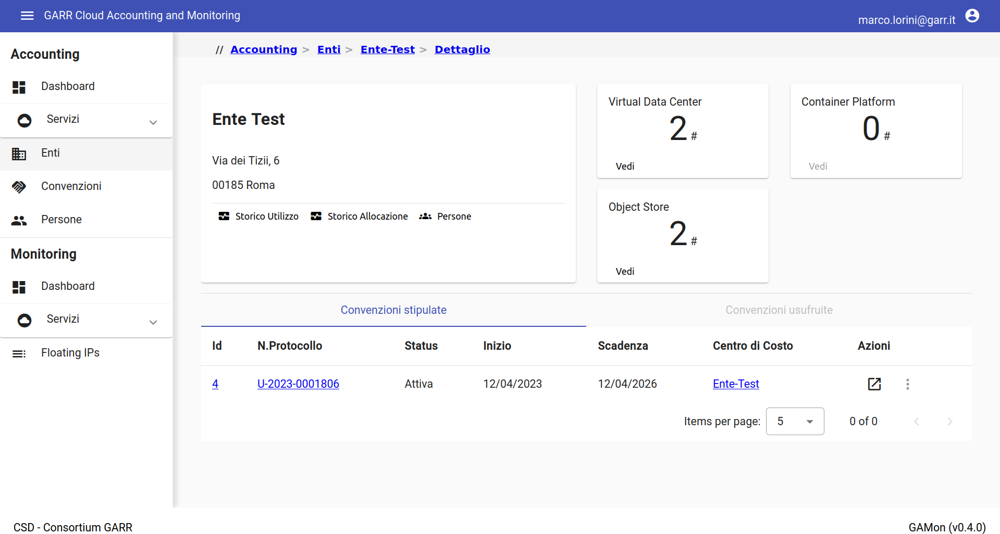 GARR Cloud Accounting and Monitoring
marco.lorini@garr.it
Accounting
Dashboard
Servizi
Enti
Convenzioni
Persone
Monitoring
Dashboard
Servizi
Floating IPs
// Accounting > Enti > Ente-Test > Dettaglio
Ente Test
Via dei Tizii, 6
00185 Roma
Storico Utilizzo Storico Allocazione Persone
Virtual Data Center
2 #
Vedi
Container Platform
0 #
Vedi
Object Store
2 #
Vedi
Convenzioni stipulate Convenzioni usufruite
Id N.Protocollo Status Inizio Scadenza Centro di Costo Azioni
4 U-2023-0001806 Attiva 12/04/2023 12/04/2026 Ente-Test
Items per page: 5 0 of 0
CSD - Consortium GARR
GAMon (v0.4.0)